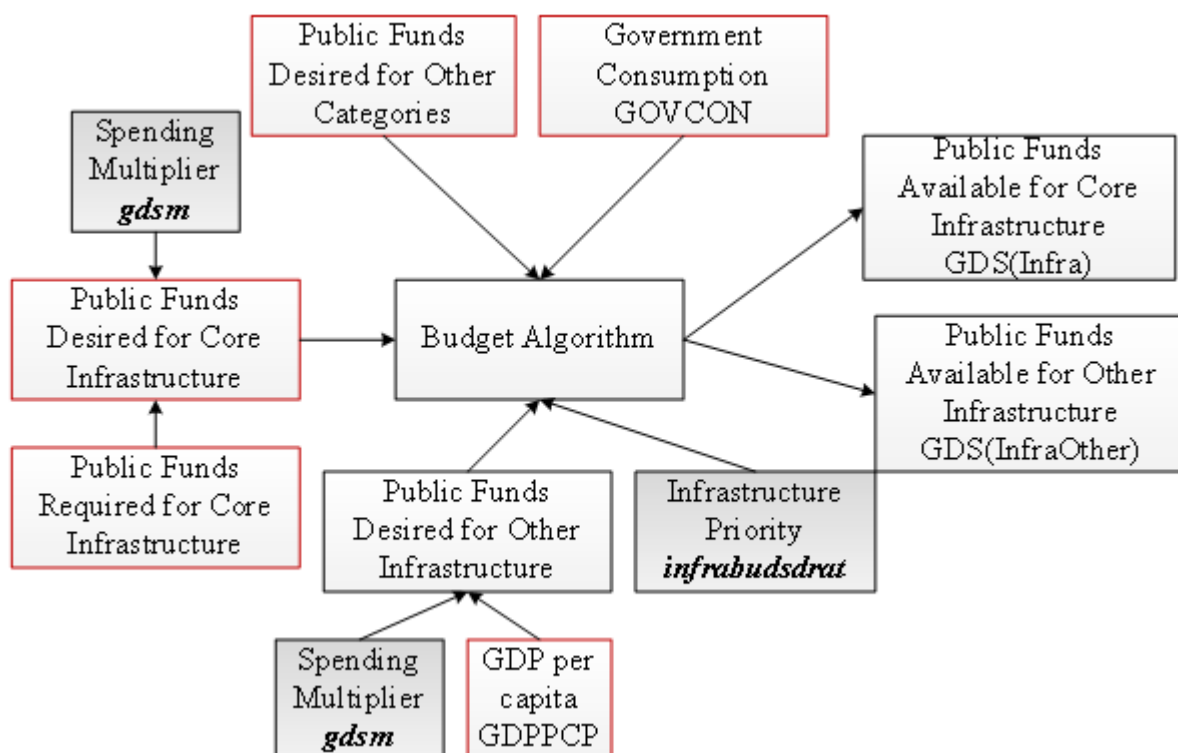 Public Funds
Desired for Other
Categories
Government
Consumption
GOVCON
Spending
Multiplier
gdsm
Public Funds
Available for Core
Infrastructure
GDS(Infra)
Public Funds
Desired for Core
Infrastructure
Budget Algorithm
Public Funds
Available for Other
Infrastructure
GDS(InfraOther)
Public Funds
Required for Core
Infrastructure
Public Funds
Desired for Other
Infrastructure
Infrastructure
Priority
infrabudsdrat
Spending
Multiplier
gdsm
GDP per
capita
GDPPCP